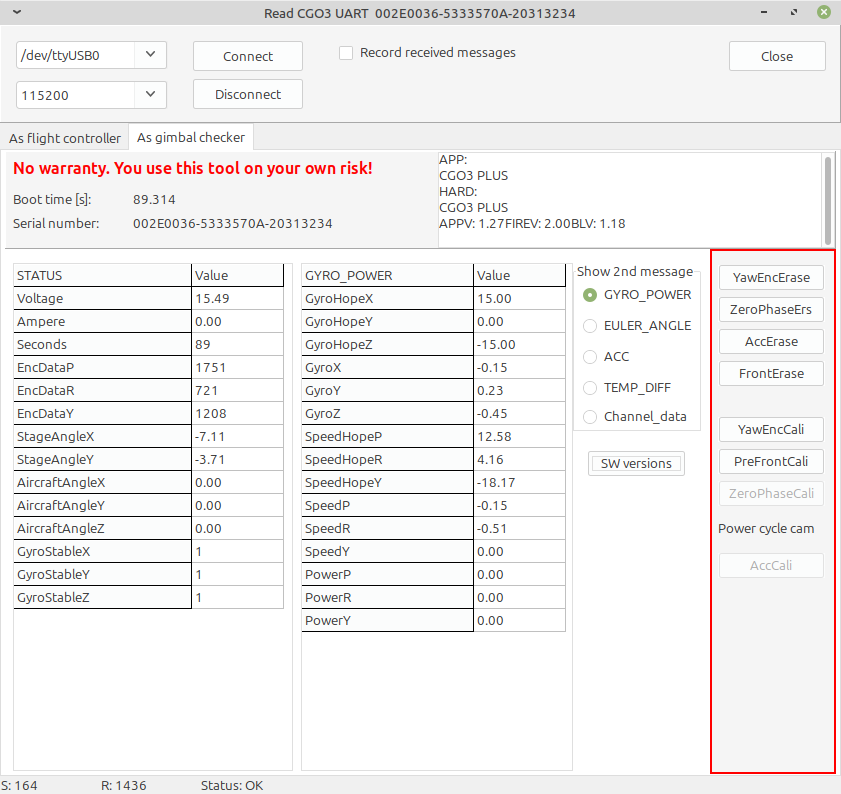 Read CGO3 UART  002E0036-5333570A-20313234
/dev/ttyUSB0
Connect
Record received messages
Close
115200
Disconnect
As flight controller
As gimbal checker
No warranty. You use this tool on your own risk!
Boot time [s]: 89.314
Serial number: 002E0036-5333570A-20313234
APP:
CGO3 PLUS
HARD:
CGO3 PLUS
APPV: 1.27FIREV: 2.00BLV: 1.18
STATUS Value
Voltage 15.49
Ampere 0.00
Seconds 89
EncDataP 1751
EncDataR 721
EncDataY 1208
StageAngleX -7.11
StageAngleY -3.71
AircraftAngleX 0.00
AircraftAngleY 0.00
AircraftAngleZ 0.00
GyroStableX 1
GyroStableY 1
GyroStableZ 1
GYRO_POWER Value
GyroHopeX 15.00
GyroHopeY 0.00
GyroHopeZ -15.00
GyroX -0.15
GyroY 0.23
GyroZ -0.45
SpeedHopeP 12.58
SpeedHopeR 4.16
SpeedHopeY -18.17
SpeedP -0.15
SpeedR -0.51
SpeedY 0.00
PowerP 0.00
PowerR 0.00
PowerY 0.00
Show 2nd message
GYRO_POWER
EULER_ANGLE
ACC
TEMP_DIFF
Channel_data
SW versions
YawEncErase
ZeroPhaseErs
AccErase
FrontErase
YawEncCali
PreFrontCali
ZeroPhaseCali
Power cycle cam
AccCali
S: 164
R: 1436
Status: OK